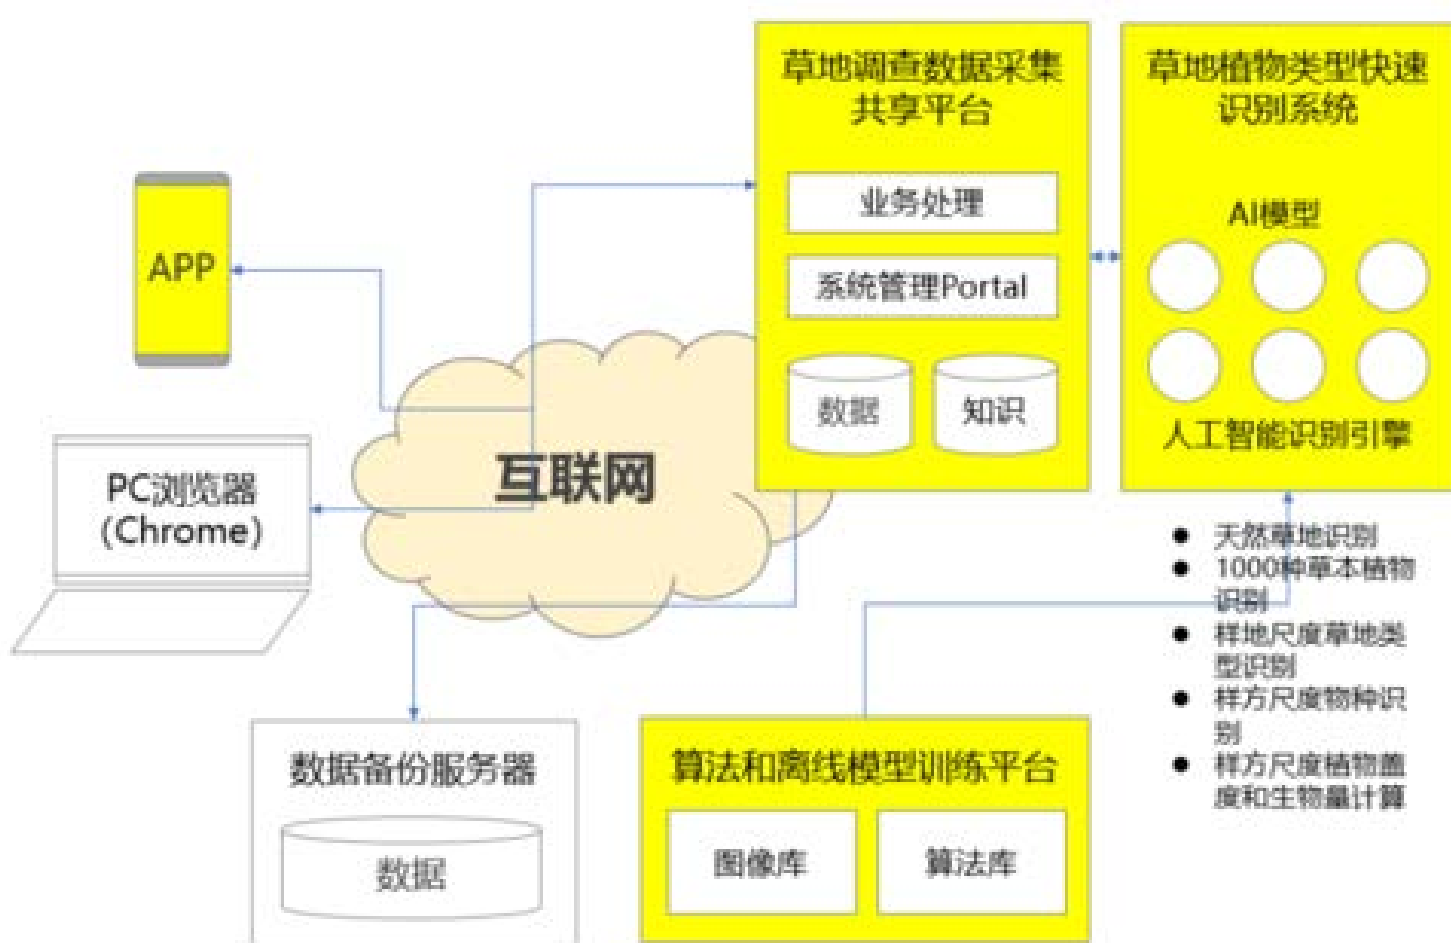 草地调查数据采集
共享平台
业务处理
系统管理Portal
数据
知识
草地植物类型快速
识别系统
AI模型
人工智能识别引擎
APP
PC浏览器
(Chrome)
互联网
● 天然草地识别
● 1000种草本植物
识别
● 样地尺度草地类
型识别
● 样方尺度物种识
别
● 样方尺度植物盖
度和生物量计算
数据备份服务器
数据
算法和离线模型训练平台
图像库
算法库